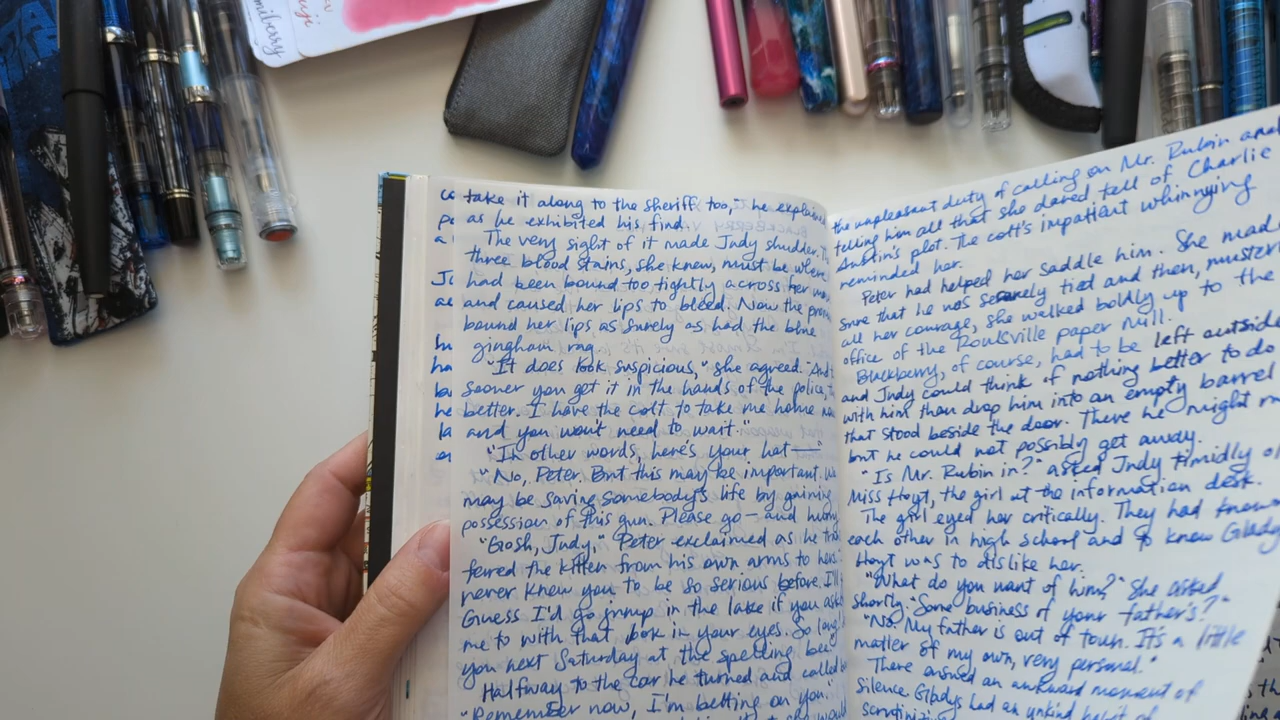 take it along to the sheriff too," he explained
as he exhibited his find.
The very sight of it made Judy shudder. The
three blood stains, she knew, must be where
had been bound too tightly across her
and caused her lips to bleed. Now the
bound her lips as surely as had the blue
gingham rag.
"It does look suspicious," she agreed. "And
sooner you get it in the hands of the police,
better. I have the colt to take me home now
and you won't need to wait."
"In other words, here's your hat—"
"No, Peter. But this may be important. We
may be saving somebody's life by gaining
possession of this gun. Please go — and hurry
"Gosh, Judy," Peter exclaimed as he
ferred the kitten from his own arms to hers.
never knew you to be so serious before. I'll
Guess I'd go jump in the lake if you ask
me to with that look in your eyes. So long
you next Saturday at the spelling bee
Halfway to the car he turned and called
"Remember now, I'm betting on you."
she would
the unpleasant duty of calling on Mr. Rubin and
telling him all that she dared tell of Charlie
Austin's plot. The colt's impatient whinnying
reminded her.
Peter had helped her saddle him. She made
sure that he was securely tied and then, muster
all her courage, she walked boldly up to the
office of the Roulsville paper mill.
Blackberry, of course, had to be left outside
and Judy could think of nothing better to do
with him than drop him into an empty barrel
that stood beside the door. There he might
but he could not possibly get away.
"Is Mr. Rubin in?" asked Judy timidly of
Miss Hoyt, the girl at the information desk.
The girl eyed her critically. They had known
each other in high school and to know Gladys
Hoyt was to dislike her.
"What do you want of him?" She asked
shortly. "Some business of your father's?"
"No. My father is out of town. It's a little
matter of my own, very personal."
There ensued an awkward moment of
silence. Gladys had an unkind habit of
scrutinizing